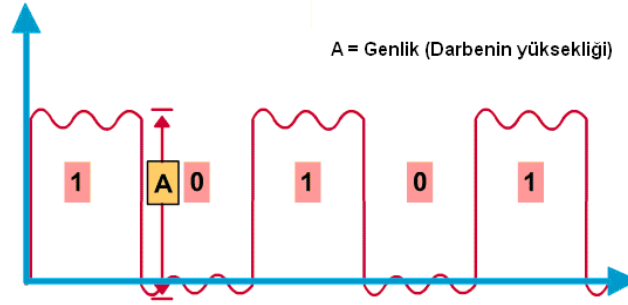 A = Genlik (Darbenin yüksekliği)
1 A 0 1 0 1